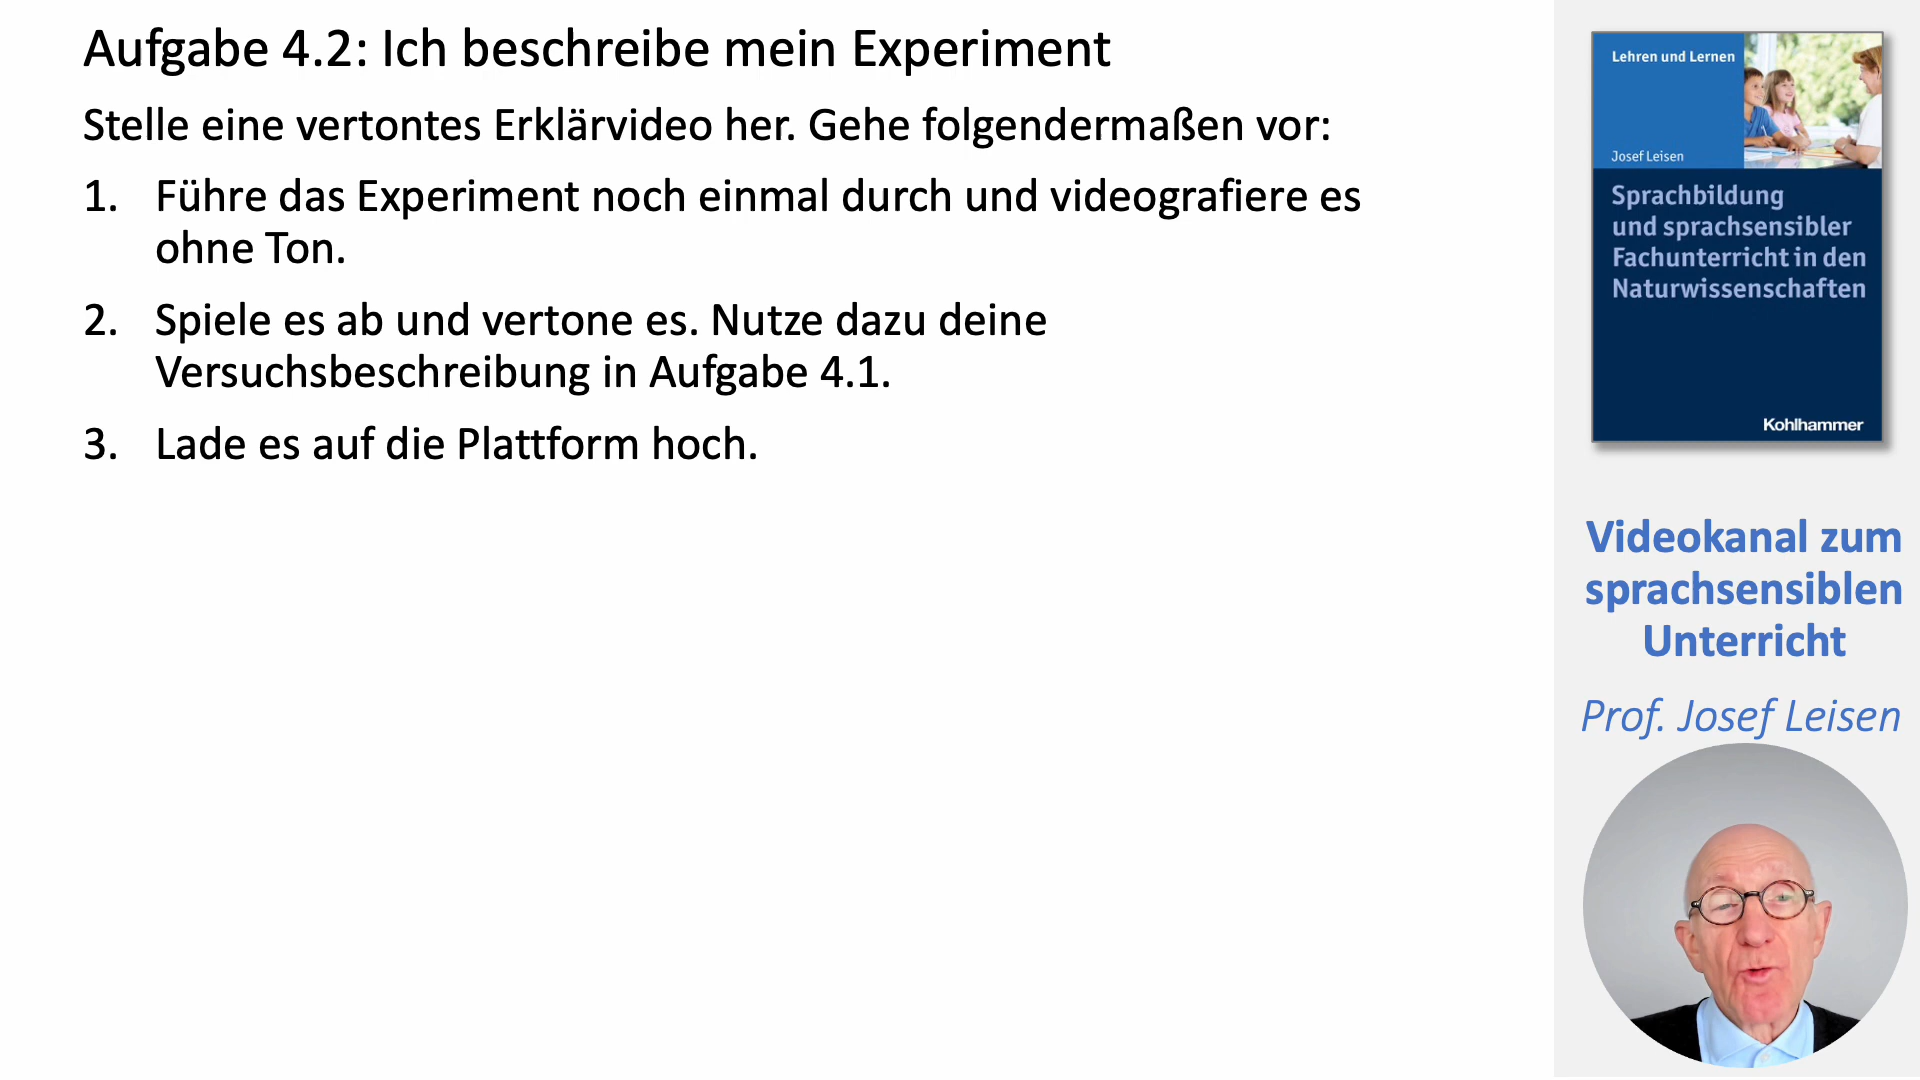 Aufgabe 4.2: Ich beschreibe mein Experiment
Stelle eine vertontes Erklärvideo her. Gehe folgendermaßen vor:
1. Führe das Experiment noch einmal durch und videografiere es
ohne Ton.
2. Spiele es ab und vertone es. Nutze dazu deine
Versuchsbeschreibung in Aufgabe 4.1.
3. Lade es auf die Plattform hoch.
Lehren und Lernen
Josef Leisen
Sprachbildung
und sprachsensibler
Fachunterricht in den
Naturwissenschaften
Kohlhammer
Videokanal zum
sprachsensiblen
Unterricht
Prof. Josef Leisen